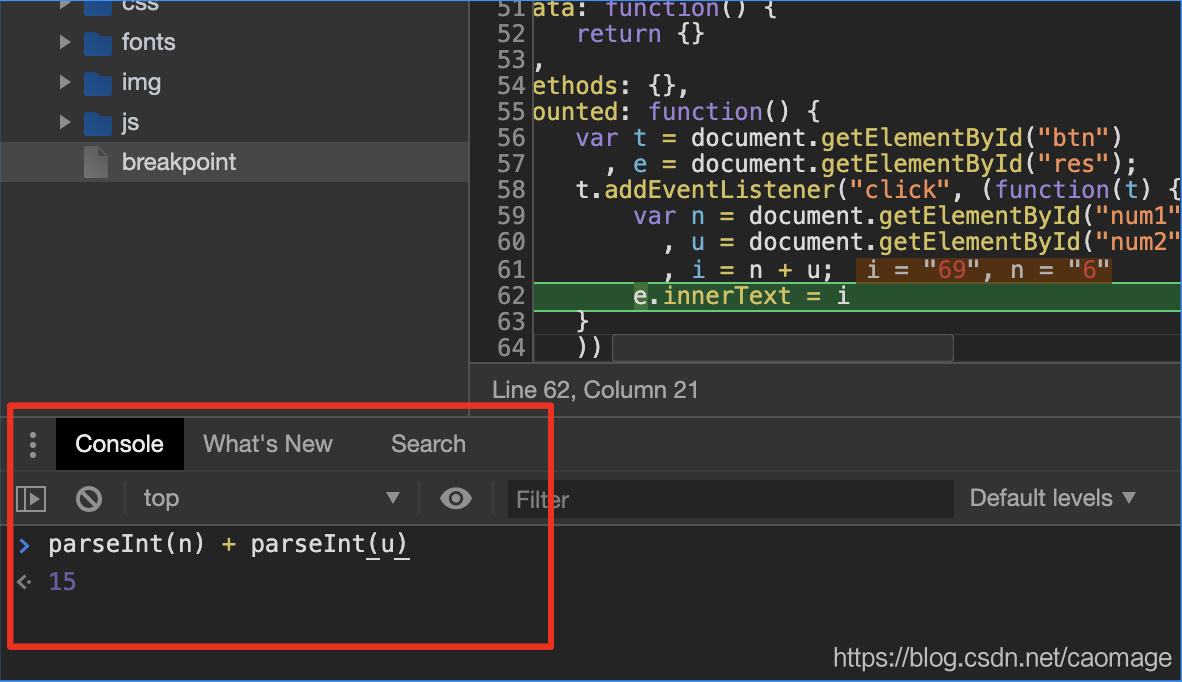 css
fonts
img
js
breakpoint
51 ata: function() {
52 return {}
53 ,
54 ethods: {},
55 ounted: function() {
56 var t = document.getElementById("btn")
57 , e = document.getElementById("res");
58 t.addEventListener("click", (function(t) {
59 var n = document.getElementById("num1"
60 , u = document.getElementById("num2"
61 , i = n + u; i = "69", n = "6"
62 e.innerText = i
63 }
64 ))
Line 62, Column 21
Console What's New Search
top Filter Default levels
parseInt(n) + parseInt(u)
15
https://blog.csdn.net/caomage